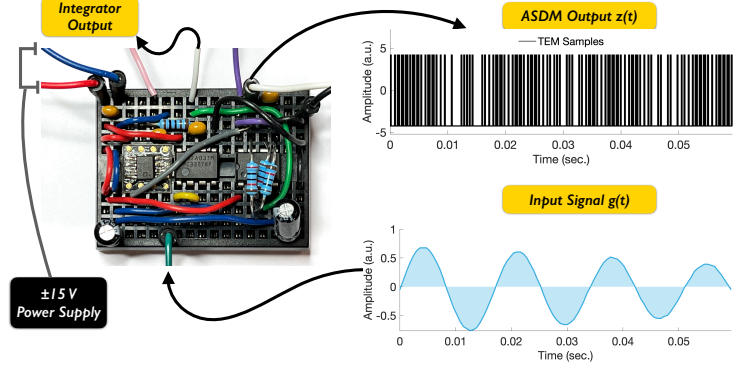 Integrator
Output
ASDM Output z(t)
TEM Samples
Amplitude (a.u.)
5
0
-5
0
0.01
0.02
0.03
0.04
0.05
Time (sec.)
Input Signal g(t)
Amplitude (a.u.)
1
0.5
0
-0.5
0
0.01
0.02
0.03
0.04
0.05
Time (sec.)
±15 V
Power Supply